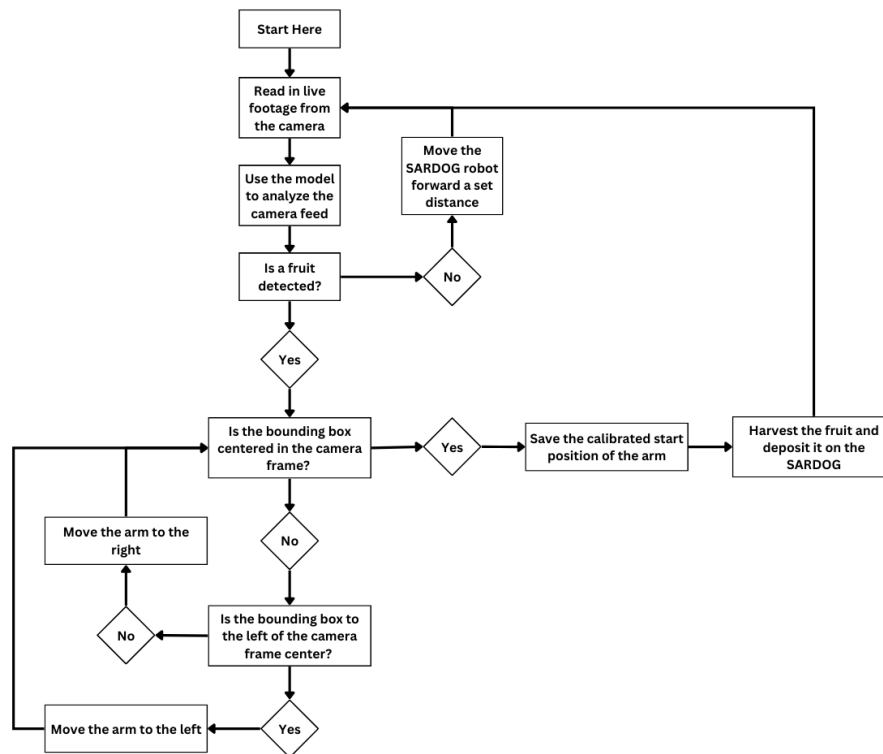 Start Here
Read in live
footage from
the camera
Move the
SARDOG robot
forward a set
distance
Use the model
to analyze the
camera feed
Is a fruit
detected?
No
Yes
Is the bounding box
centered in the camera
frame?
Yes
Save the calibrated start
position of the arm
Harvest the fruit and
deposit it on the
SARDOG
No
Move the arm to the
right
Is the bounding box to
the left of the camera
frame center?
No
Yes
Move the arm to the left